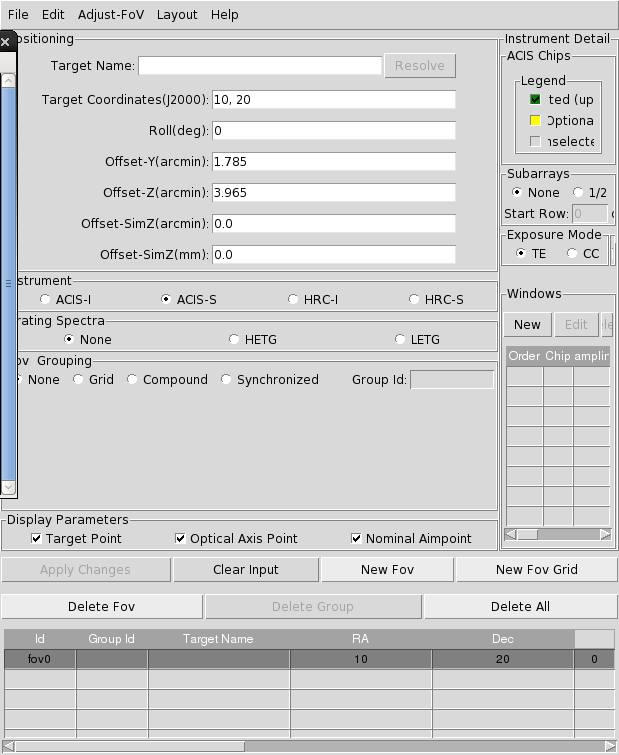 File Edit Adjust-FoV Layout Help
ositioning
Target Name: Resolve
Target Coordinates(J2000): 10, 20
Roll(deg): 0
Offset-Y(arcmin): 1.785
Offset-Z(arcmin): 3.965
Offset-SimZ(arcmin): 0.0
Offset-SimZ(mm): 0.0
strument
ACIS-I ACIS-S HRC-I HRC-S
rating Spectra
None HETG LETG
ov Grouping
None Grid Compound Synchronized Group Id:
Display Parameters
Target Point Optical Axis Point Nominal Aimpoint
Instrument Detail
ACIS Chips
Legend
ted (up
Optiona
nselecte
Subarrays
None 1/2
Start Row: 0
Exposure Mode
TE CC
Windows
New Edit le
Order Chip amplin
Apply Changes Clear Input New Fov New Fov Grid
Delete Fov Delete Group Delete All
Id Group Id Target Name RA Dec
fov0 10 20 0